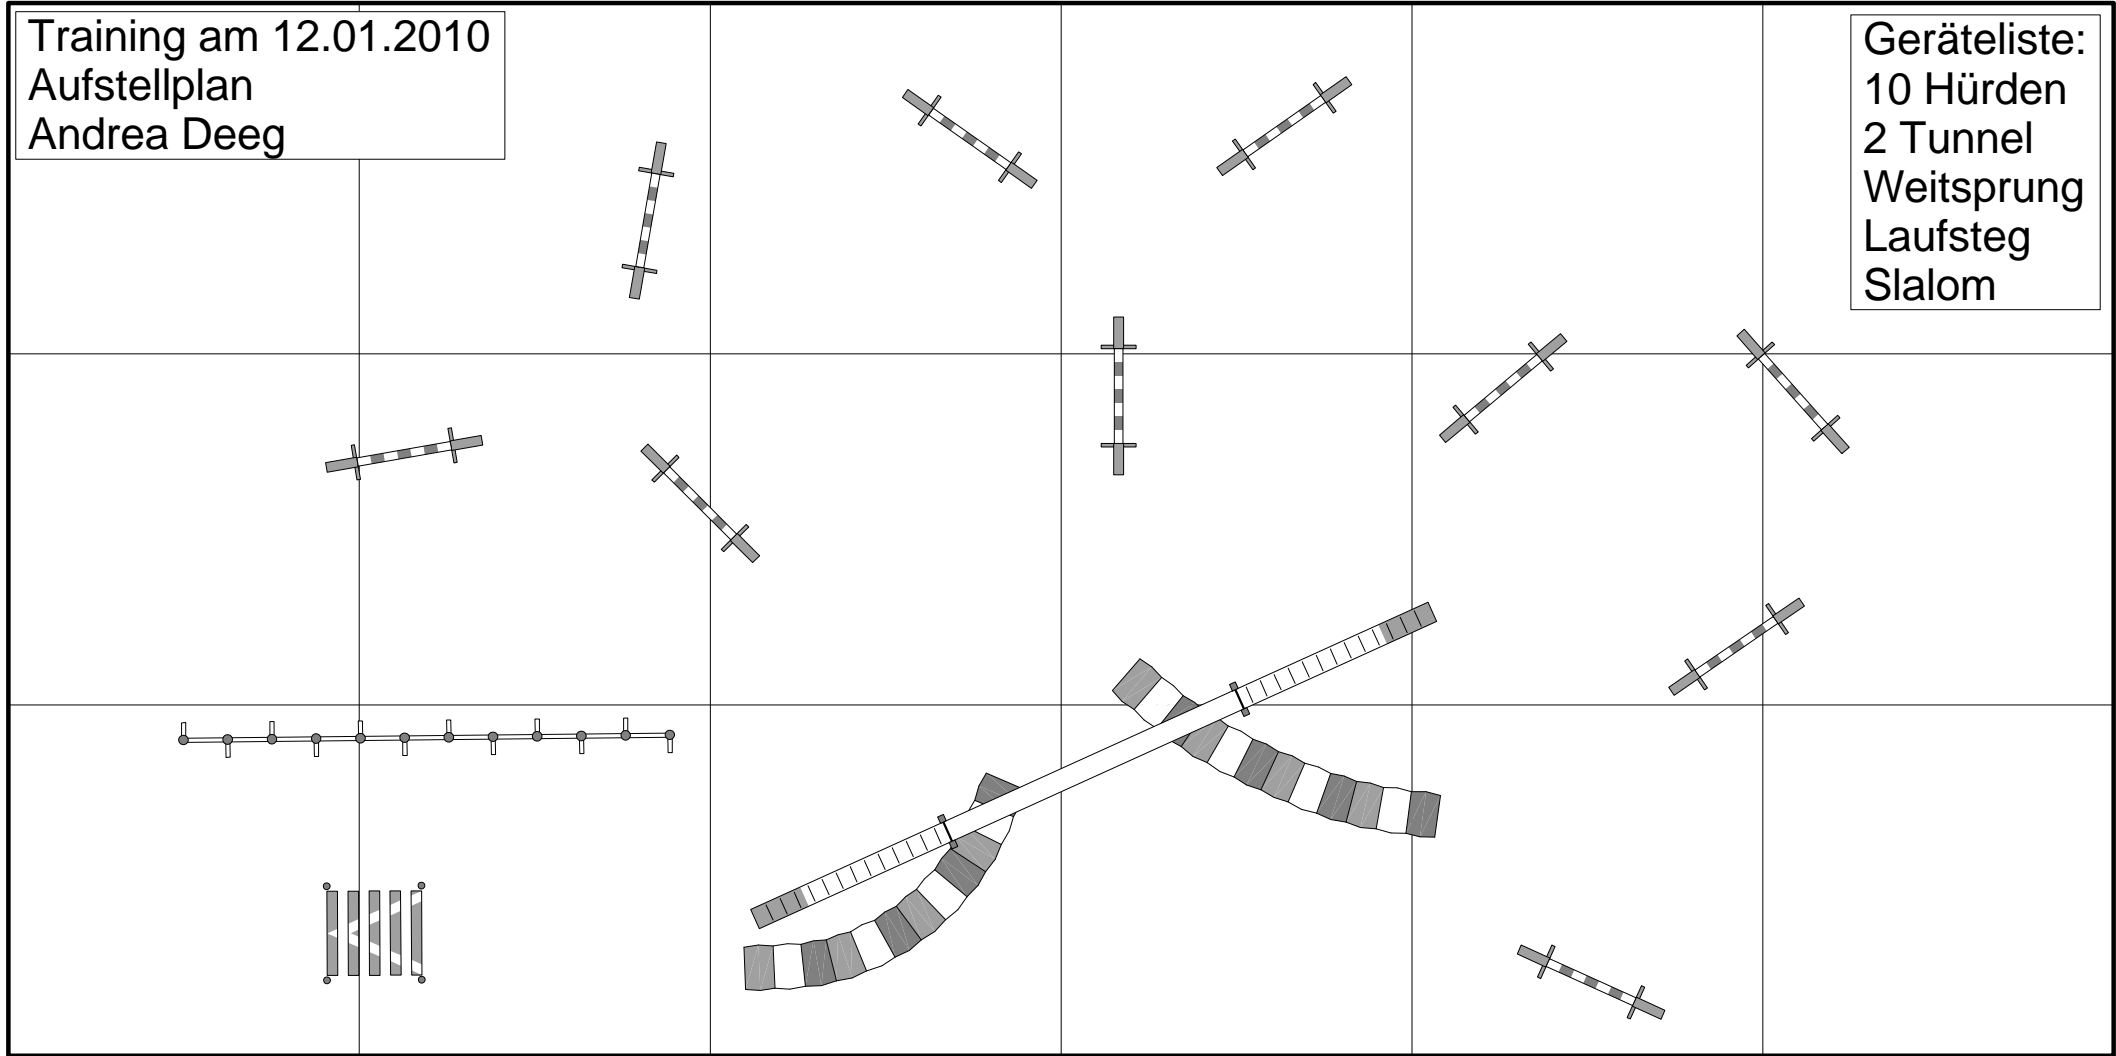 Training am 12.01.2010
Aufstellplan
Andrea Deeg
Geräteliste:
10 Hürden
2 Tunnel
Weitsprung
Laufsteg
Slalom